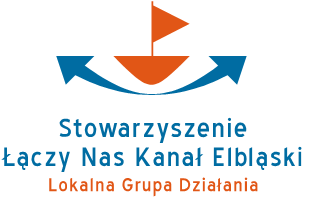 Stowarzyszenie
Łączy Nas Kanał Elbląski
Lokalna Grupa Działania